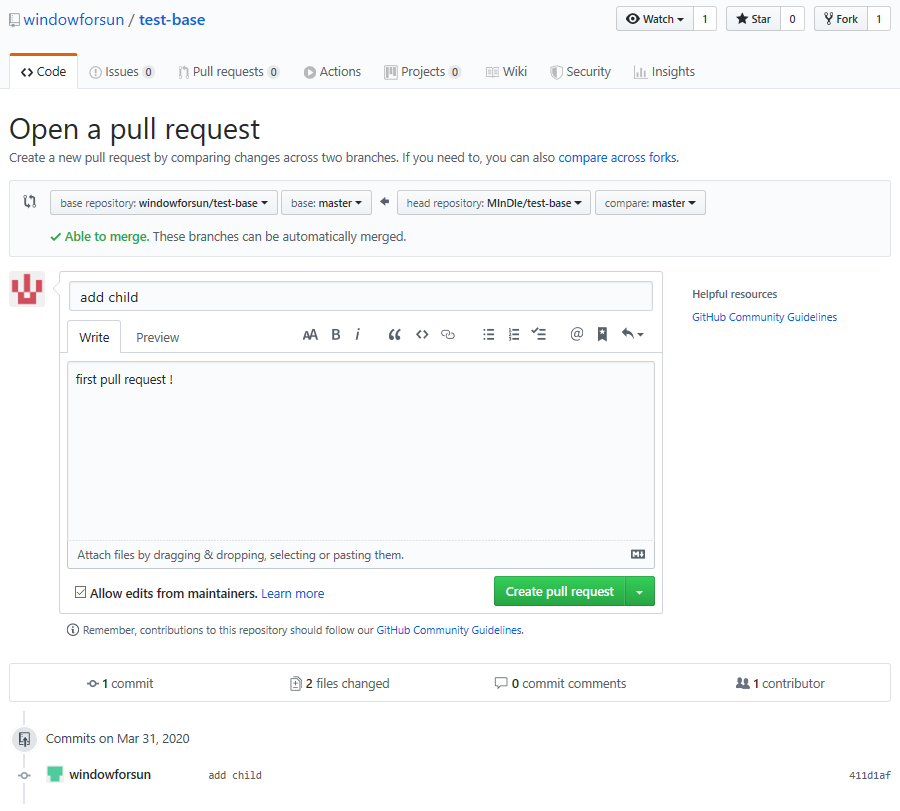 windowforsun / test-base
Watch 1 Star 0 Fork 1
Code Issues 0 Pull requests 0 Actions Projects 0 Wiki Security Insights
Open a pull request
Create a new pull request by comparing changes across two branches. If you need to, you can also compare across forks.
base repository: windowforsun/test-base base: master head repository: MInDle/test-base compare: master
Able to merge. These branches can be automatically merged.
add child
Helpful resources
GitHub Community Guidelines
Write Preview AA B i
first pull request !
Attach files by dragging & dropping, selecting or pasting them.
Allow edits from maintainers. Learn more Create pull request
Remember, contributions to this repository should follow our GitHub Community Guidelines.
1 commit 2 files changed 0 commit comments 1 contributor
Commits on Mar 31, 2020
windowforsun add child 411d1af